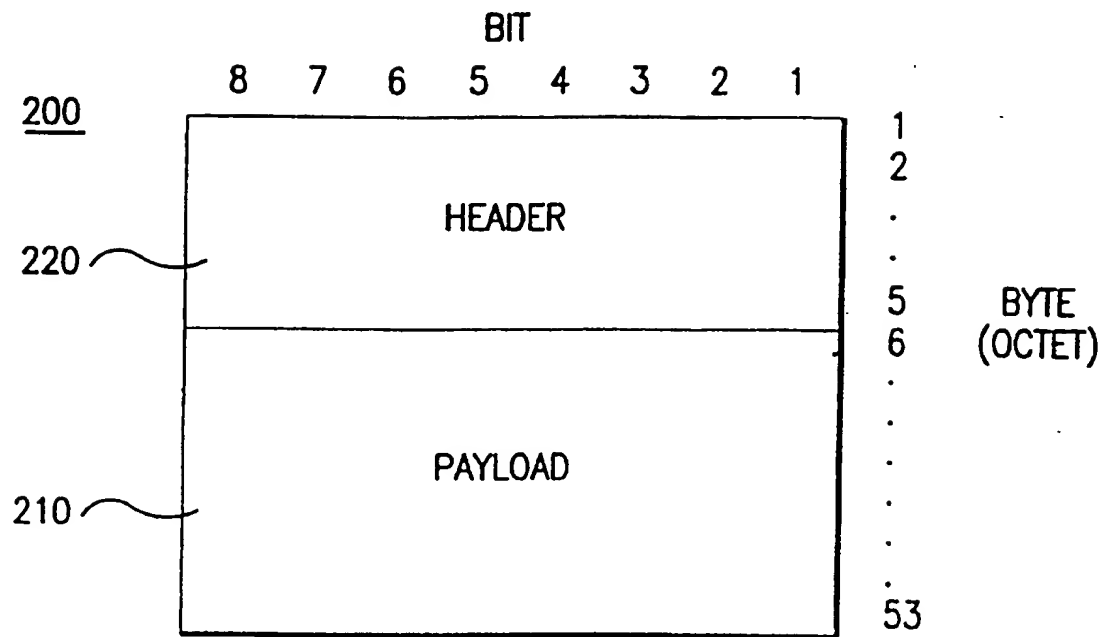 BIT
8 7 6 5 4 3 2 1
200
1
2
.
HEADER
220
.
5
BYTE
(OCTET)
6
.
.
PAYLOAD
.
210
.
.
.
53